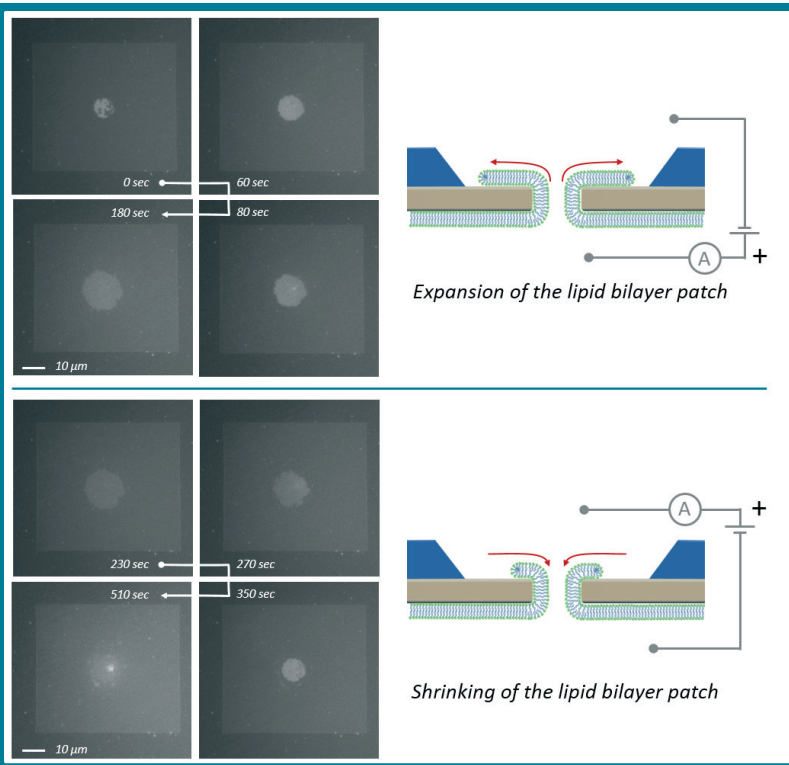 0 sec
60 sec
180 sec
80 sec
10 µm
A
+
Expansion of the lipid bilayer patch
230 sec
270 sec
510 sec
350 sec
10 µm
A
+
Shrinking of the lipid bilayer patch